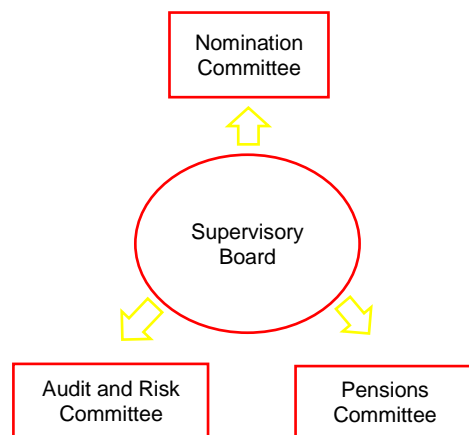 Nomination
Committee
Supervisory
Board
Audit and Risk
Committee
Pensions
Committee